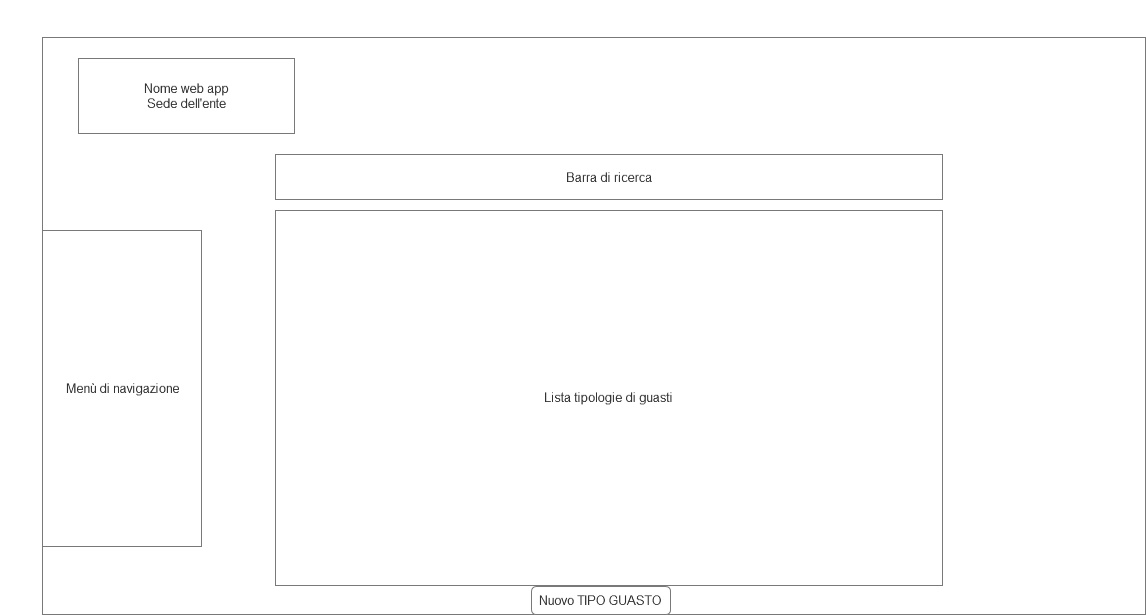 Nome web app
Sede dell'ente
Barra di ricerca
Menù di navigazione
Lista tipologie di guasti
Nuovo TIPO GUASTO